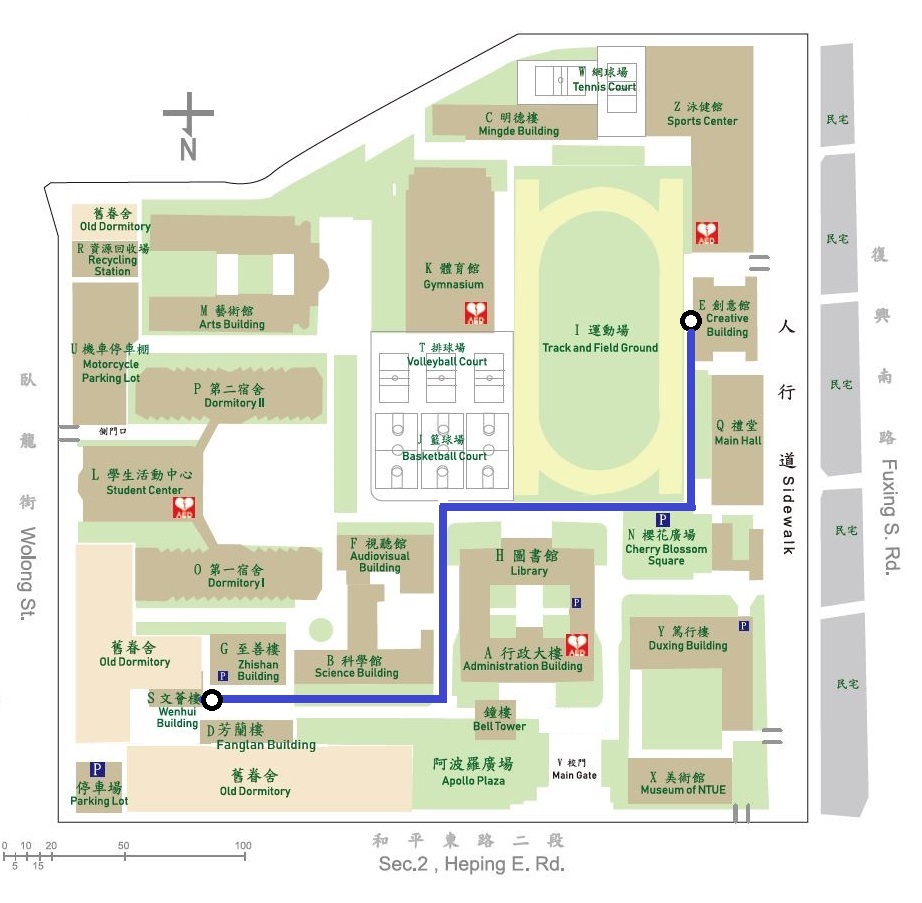 W 網球場
Tennis Court
Z 泳健館
Sports Center
C 明德樓
Mingde Building
民宅
N
舊眷舍
Old Dormitory
R 資源回收場
Recycling
Station
AED
民宅
復
興
南
路
Fuxing S. Rd.
K 體育館
Gymnasium
AED
M 藝術館
Arts Building
E 創意館
Creative
Building
I 運動場
Track and Field Ground
人
行
道
Sidewalk
U 機車停車棚
Motorcycle
Parking Lot
T 排球場
Volleyball Court
P 第二宿舍
Dormitory II
民宅
臥
龍
街
Wolong St.
側門口
J 籃球場
Basketball Court
Q 禮堂
Main Hall
L 學生活動中心
Student Center
AED
P
N 櫻花廣場
Cherry Blossom
Square
民宅
F 視聽館
Audiovisual
Building
H 圖書館
Library
O 第一宿舍
Dormitory I
P
Y 篤行樓
Duxing Building
P
舊眷舍
Old Dormitory
G 至善樓
Zhishan
Building
P
B 科學館
Science Building
A 行政大樓
Administration Building
AED
民宅
S 文薈樓
Wenhui
Building
D 芳蘭樓
Fanglan Building
鐘樓
Bell Tower
P
停車場
Parking Lot
舊眷舍
Old Dormitory
阿波羅廣場
Apollo Plaza
V 校門
Main Gate
X 美術館
Museum of NTUE
0 10 20 50 100
5 15
和平東路二段
Sec.2 , Heping E. Rd.